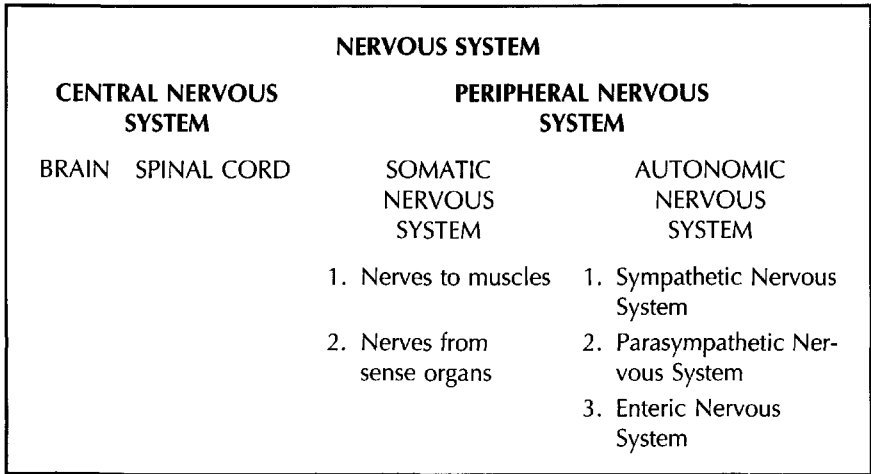 NERVOUS SYSTEM
CENTRAL NERVOUS
SYSTEM
PERIPHERAL NERVOUS
SYSTEM
BRAIN SPINAL CORD
SOMATIC
NERVOUS
SYSTEM
AUTONOMIC
NERVOUS
SYSTEM
1. Nerves to muscles
2. Nerves from
sense organs
1. Sympathetic Nervous
System
2. Parasympathetic Ner-
vous System
3. Enteric Nervous
System